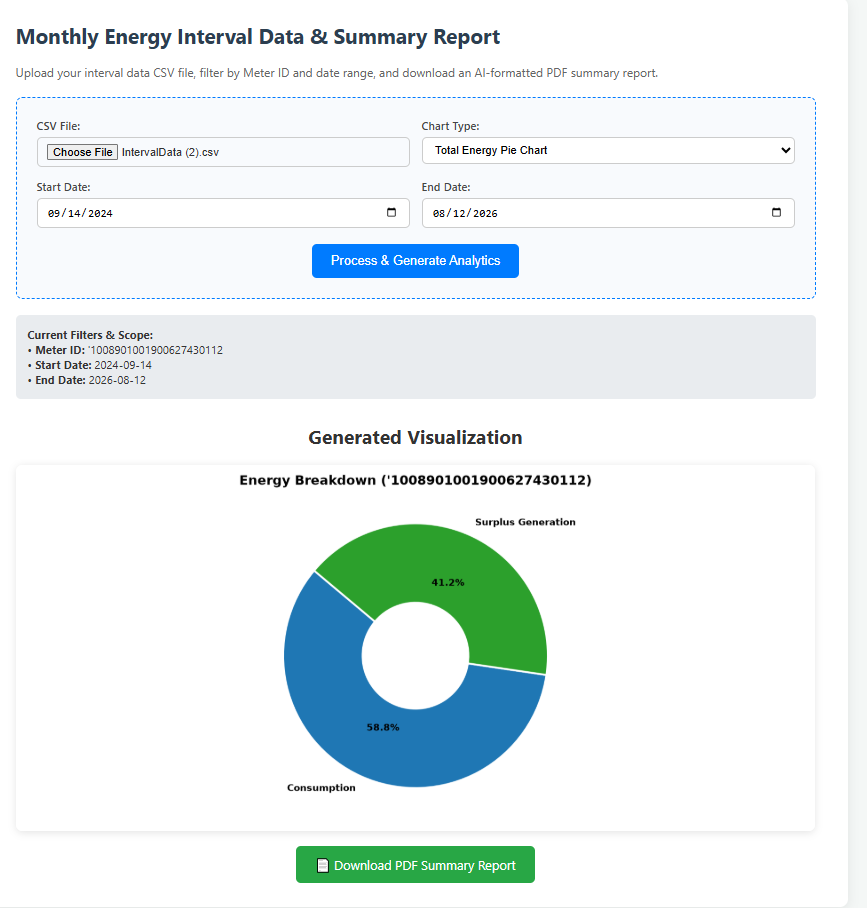 Monthly Energy Interval Data & Summary Report
Upload your interval data CSV file, filter by Meter ID and date range, and download an AI-formatted PDF summary report.
CSV File:
Choose File IntervalData (2).csv
Chart Type:
Total Energy Pie Chart
Start Date:
09/14/2024
End Date:
08/12/2026
Process & Generate Analytics
Current Filters & Scope:
• Meter ID: '1008901001900627430112
• Start Date: 2024-09-14
• End Date: 2026-08-12
Generated Visualization
Energy Breakdown ('1008901001900627430112)
Surplus Generation
41.2%
58.8%
Consumption
Download PDF Summary Report